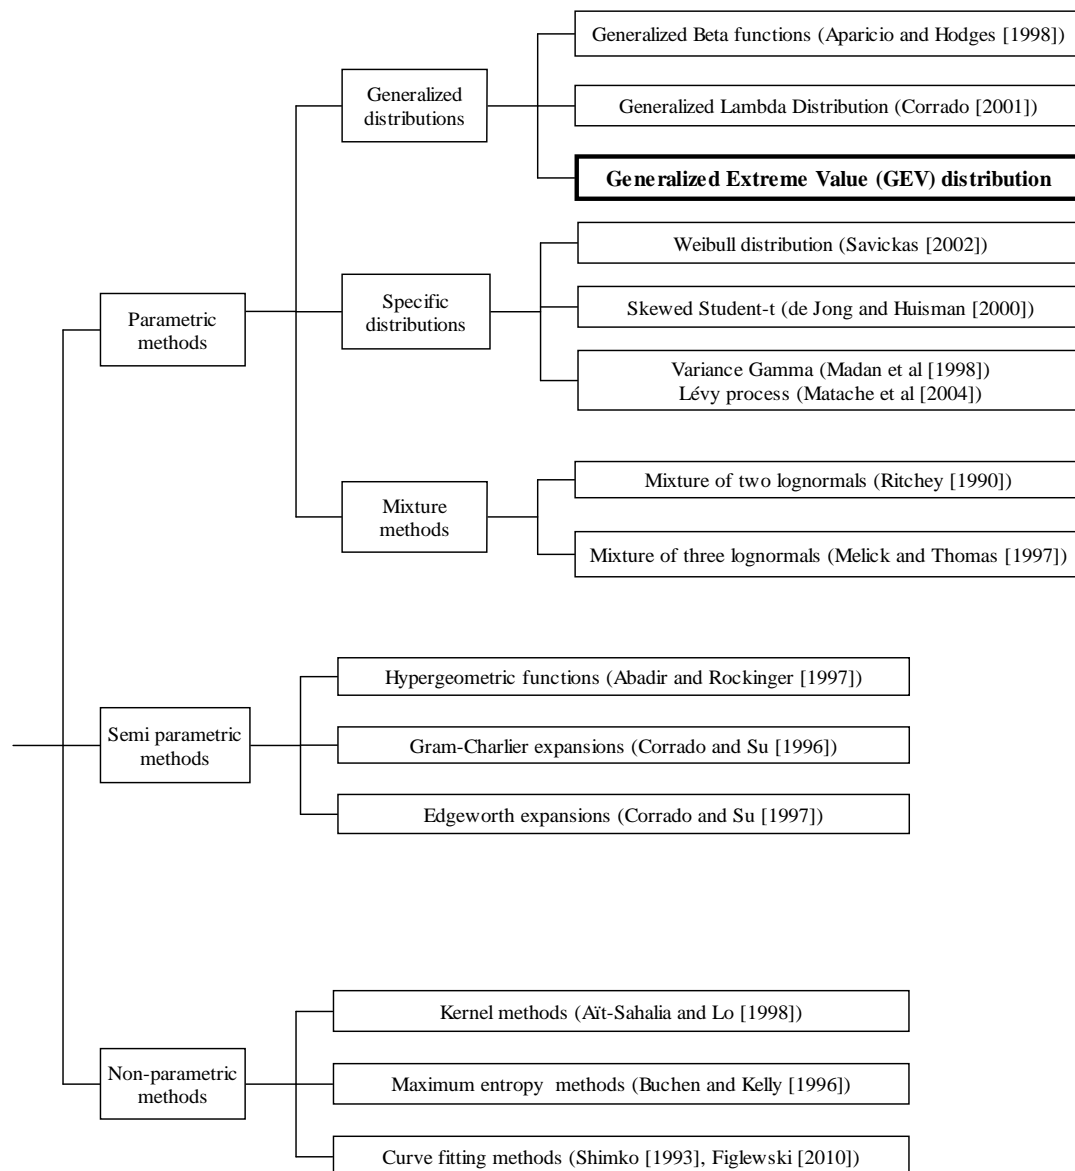 Generalized Beta functions (Aparicio and Hodges [1998])
Generalized
distributions
Generalized Lambda Distribution (Corrado [2001])
Generalized Extreme Value (GEV) distribution
Weibull distribution (Savickas [2002])
Parametric
methods
Specific
distributions
Skewed Student-t (de Jong and Huisman [2000])
Variance Gamma (Madan et al [1998])
Lévy process (Matache et al [2004])
Mixture
methods
Mixture of two lognormals (Ritchey [1990])
Mixture of three lognormals (Melick and Thomas [1997])
Semi parametric
methods
Hypergeometric functions (Abadir and Rockinger [1997])
Gram-Charlier expansions (Corrado and Su [1996])
Edgeworth expansions (Corrado and Su [1997])
Non-parametric
methods
Kernel methods (Aït-Sahalia and Lo [1998])
Maximum entropy methods (Buchen and Kelly [1996])
Curve fitting methods (Shimko [1993], Figlewski [2010])